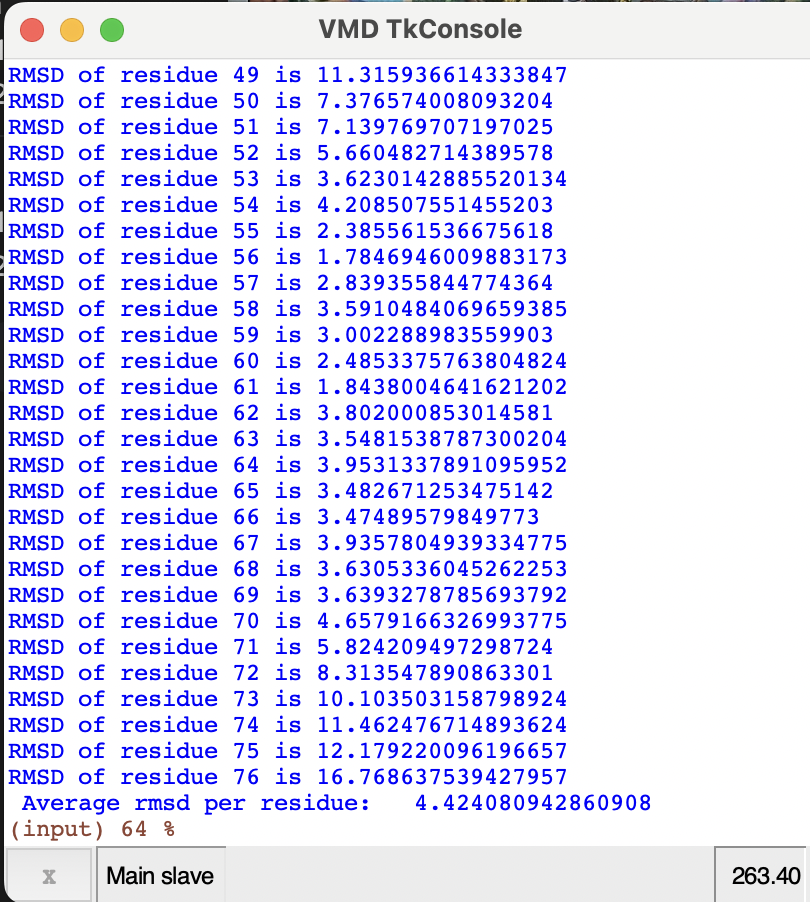 VMD TkConsole
RMSD of residue 49 is 11.315936614333847
RMSD of residue 50 is 7.376574008093204
RMSD of residue 51 is 7.139769707197025
RMSD of residue 52 is 5.660482714389578
RMSD of residue 53 is 3.6230142885520134
RMSD of residue 54 is 4.208507551455203
RMSD of residue 55 is 2.385561536675618
RMSD of residue 56 is 1.7846946009883173
RMSD of residue 57 is 2.839355844774364
RMSD of residue 58 is 3.5910484069659385
RMSD of residue 59 is 3.002288983559903
RMSD of residue 60 is 2.4853375763804824
RMSD of residue 61 is 1.8438004641621202
RMSD of residue 62 is 3.802000853014581
RMSD of residue 63 is 3.5481538787300204
RMSD of residue 64 is 3.9531337891095952
RMSD of residue 65 is 3.482671253475142
RMSD of residue 66 is 3.47489579849773
RMSD of residue 67 is 3.9357804939334775
RMSD of residue 68 is 3.6305336045262253
RMSD of residue 69 is 3.6393278785693792
RMSD of residue 70 is 4.6579166326993775
RMSD of residue 71 is 5.824209497298724
RMSD of residue 72 is 8.313547890863301
RMSD of residue 73 is 10.103503158798924
RMSD of residue 74 is 11.462476714893624
RMSD of residue 75 is 12.179220096196657
RMSD of residue 76 is 16.768637539427957
Average rmsd per residue: 4.424080942860908
(input) 64 %
x Main slave 263.40